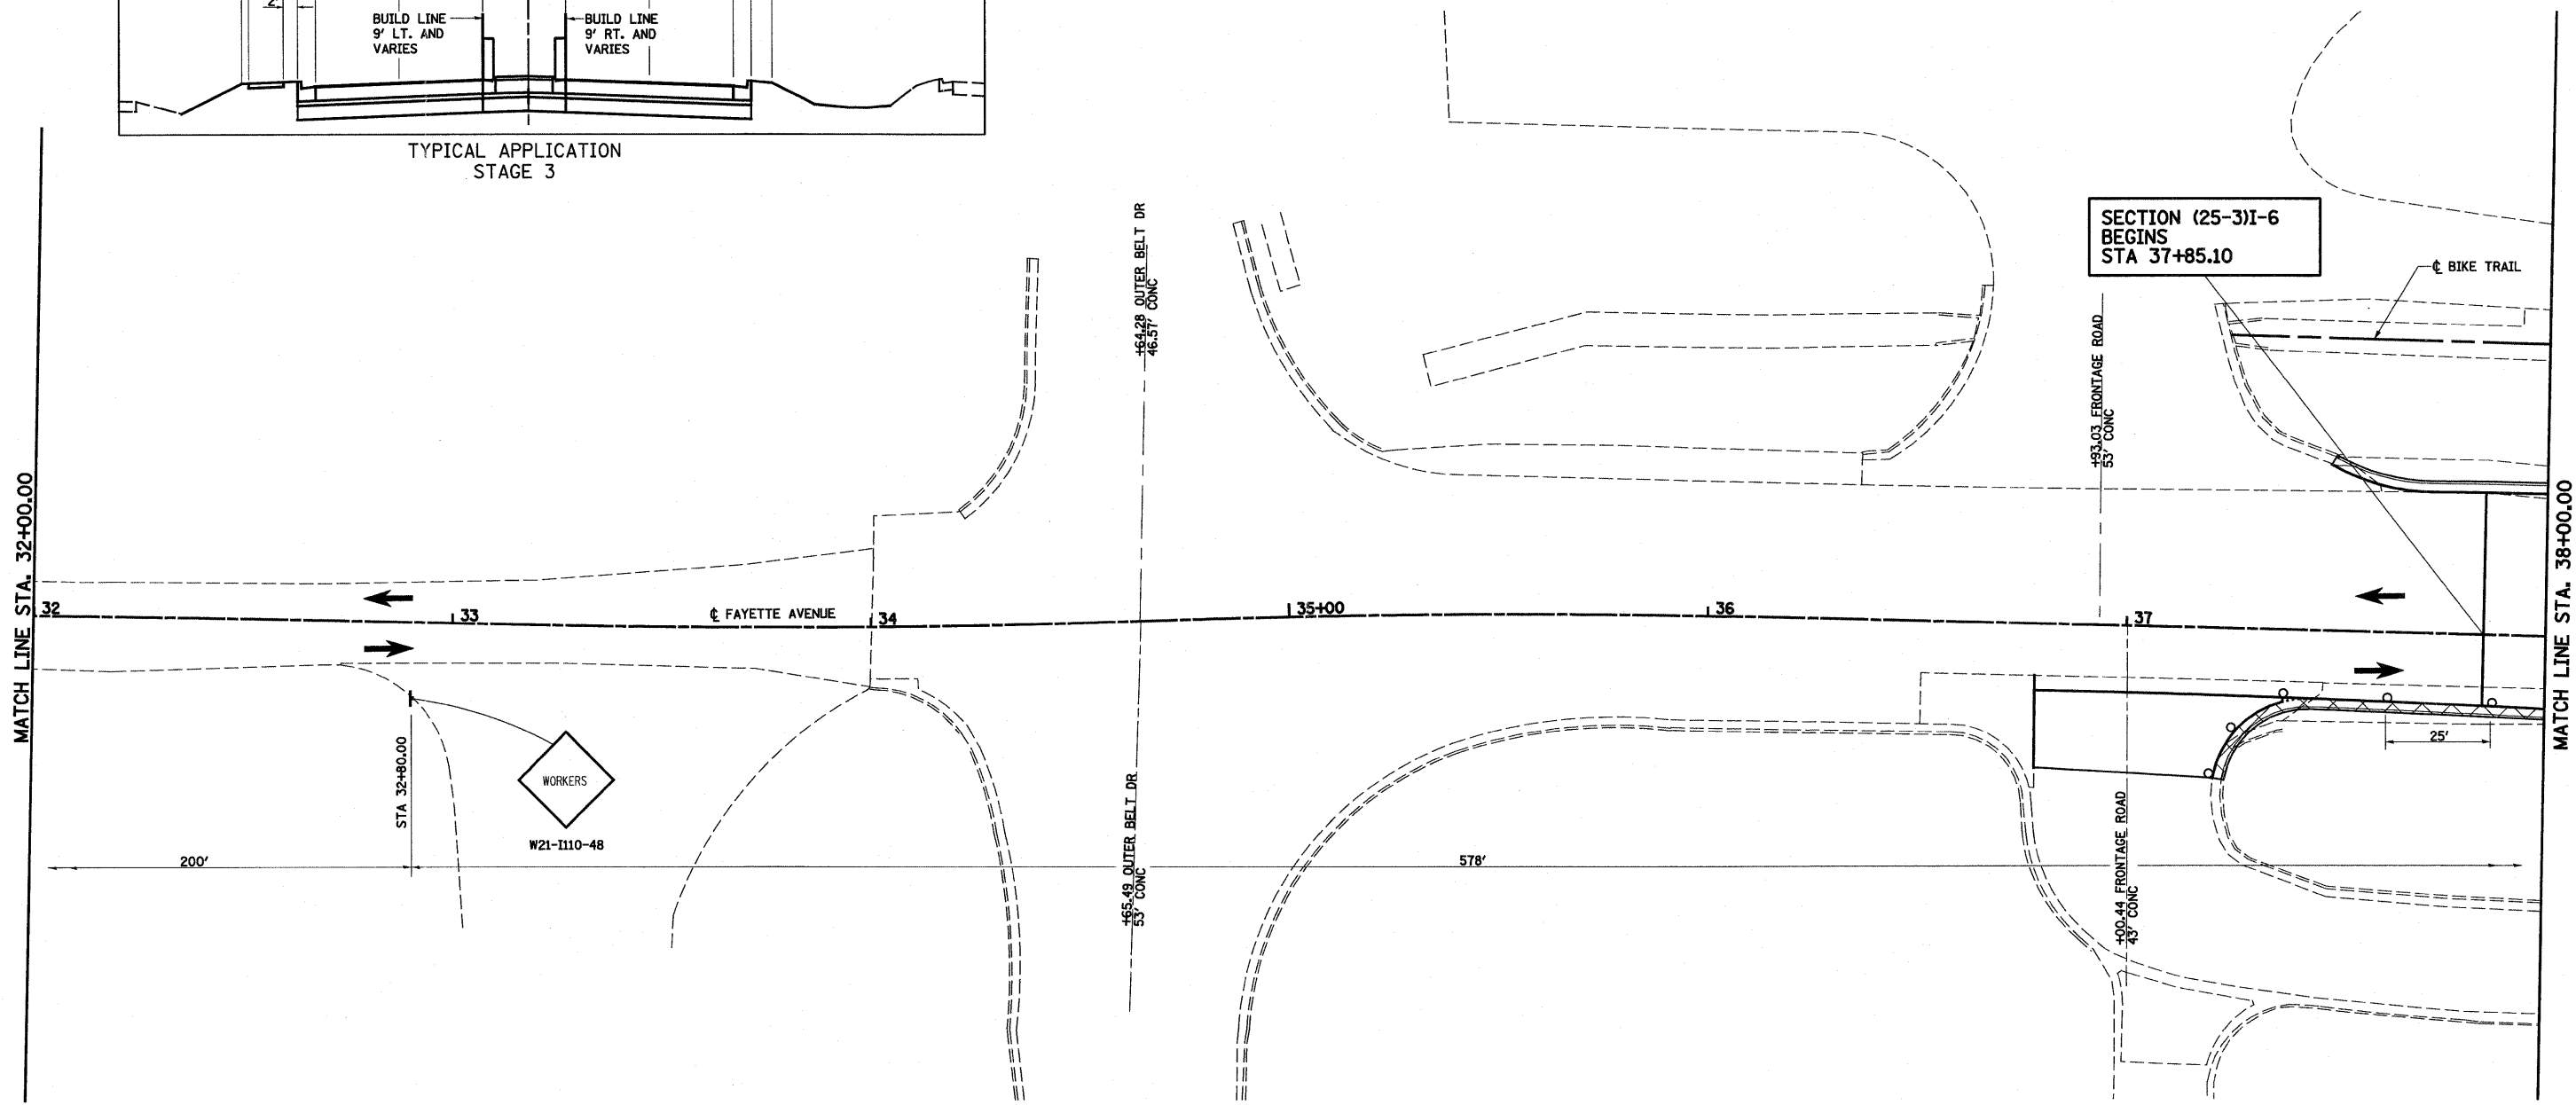 2'
BUILD LINE
9' LT. AND
VARIES
BUILD LINE
9' RT. AND
VARIES
TYPICAL APPLICATION
STAGE 3
SECTION (25-3)I-6
BEGINS
STA 37+85.10
℄ BIKE TRAIL
+64.28 OUTER BELT DR
46.57' CONC
+93.03 FRONTAGE ROAD
53' CONC
MATCH LINE STA. 32+00.00
MATCH LINE STA. 38+00.00
32
33
℄ FAYETTE AVENUE
34
35+00
36
37
STA 32+80.00
WORKERS
W21-I110-48
25'
+65.49 OUTER BELT DR
53' CONC
+00.44 FRONTAGE ROAD
43' CONC
200'
578'